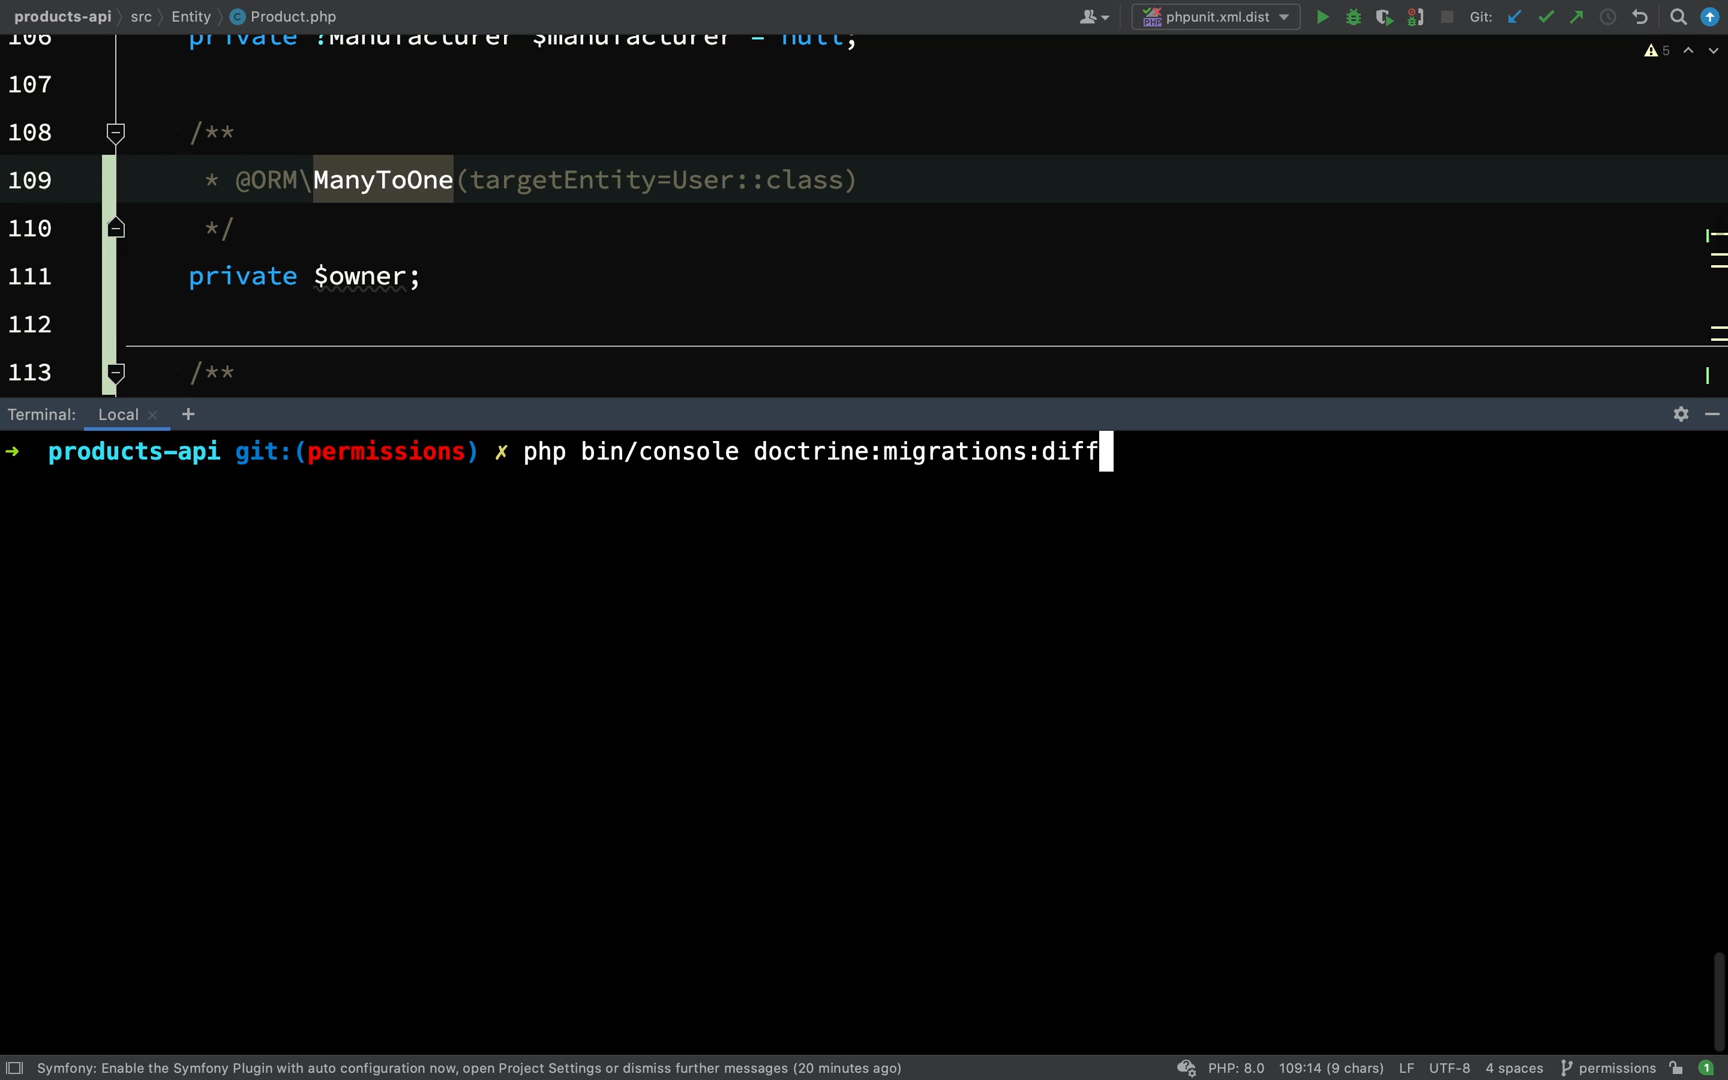 products-api src Entity Product.php phpunit.xml.dist Git:
106 private ?Manufacturer $manufacturer = null;
5
107
108 /**
109 * @ORM\ManyToOne(targetEntity=User::class)
110 */
111 private $owner;
112
113 /**
Terminal: Local × +
→ products-api git:(permissions) ✗ php bin/console doctrine:migrations:diff
Symfony: Enable the Symfony Plugin with auto configuration now, open Project Settings or dismiss further messages (20 minutes ago) PHP: 8.0 109:14 (9 chars) LF UTF-8 4 spaces permissions 1